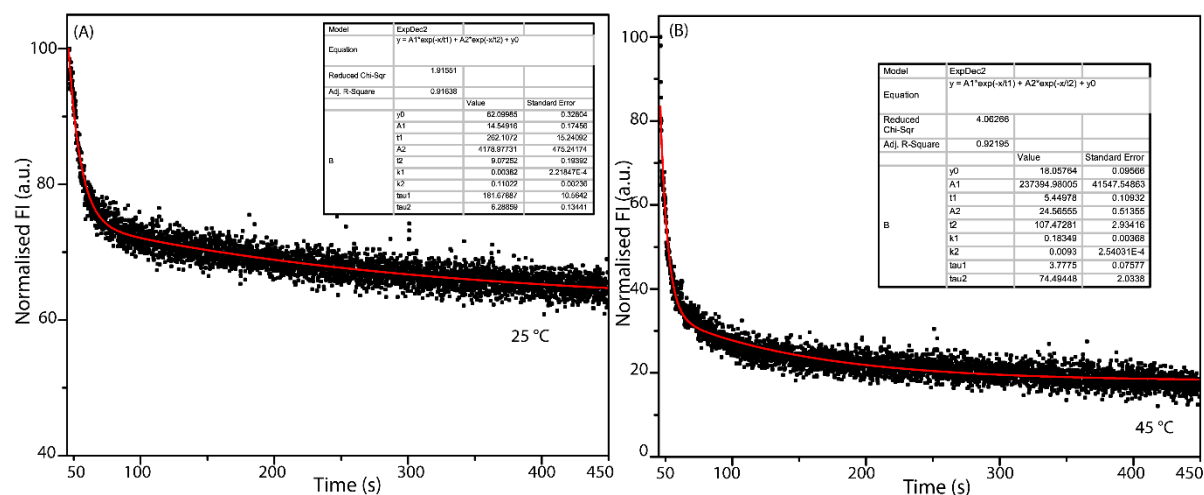 (A)
Normalised FI (a.u.)
100
80
60
40
Model ExpDec2
Equation y = A1*exp(-x/t1) + A2*exp(-x/t2) + y0
Reduced Chi-Sqr 1.91551
Adj. R-Square 0.91638
Value Standard Error
B
y0 62.09985 0.32804
A1 14.54916 0.17456
t1 262.1072 15.24092
A2 4178.97731 475.24174
t2 9.07252 0.19392
k1 0.00382 2.21847E-4
k2 0.11022 0.00236
tau1 181.67887 10.5642
tau2 6.28859 0.13441
25 °C
50 100 200 300 400 450
Time (s)
(B)
Normalised FI (a.u.)
100
80
60
40
20
0
Model ExpDec2
Equation y = A1*exp(-x/t1) + A2*exp(-x/t2) + y0
Reduced
Chi-Sqr 4.06266
Adj. R-Square 0.92195
Value Standard Error
B
y0 18.05764 0.09566
A1 237394.98005 41547.54863
t1 5.44978 0.10932
A2 24.56555 0.51355
t2 107.47281 2.93416
k1 0.18349 0.00368
k2 0.0093 2.54031E-4
tau1 3.7775 0.07577
tau2 74.49448 2.0338
45 °C
50 100 200 300 400 450
Time (s)